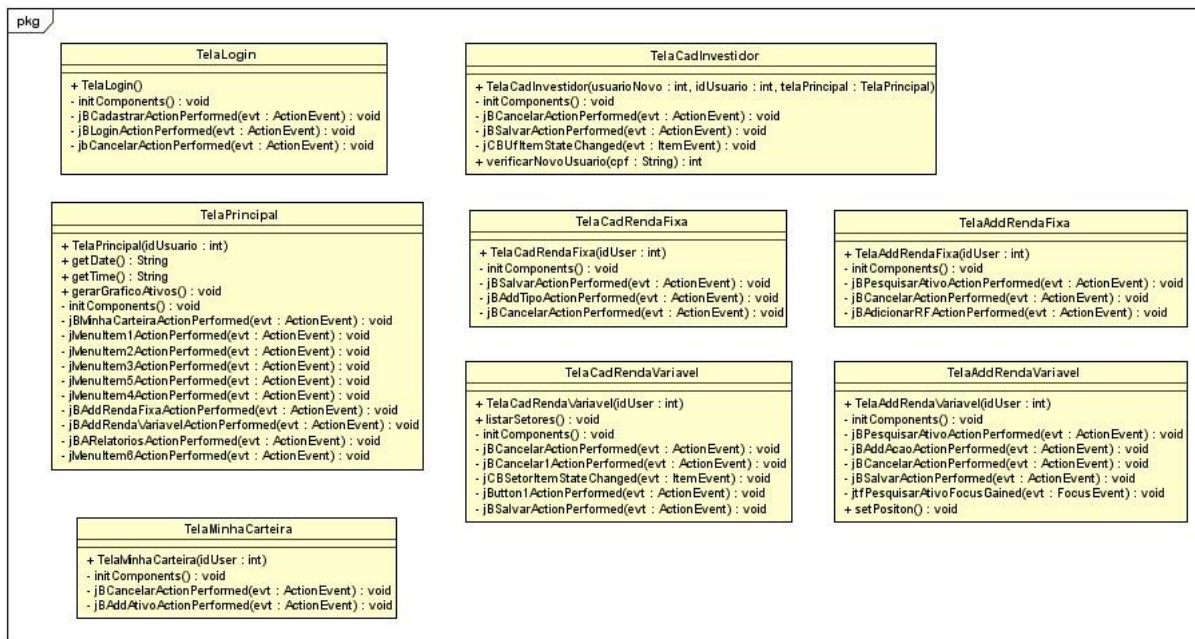 pkg
TelaLogin
+ TelaLogin()
- initComponents() : void
- jBCadastrarActionPerformed(evt : ActionEvent) : void
- jBLoginActionPerformed(evt : ActionEvent) : void
- jbCancelarActionPerformed(evt : ActionEvent) : void
TelaCadInvestidor
+ TelaCadInvestidor(usuarioNovo : int, idUsuario : int, telaPrincipal : TelaPrincipal)
- initComponents() : void
- jBCancelarActionPerformed(evt : ActionEvent) : void
- jBSalvarActionPerformed(evt : ActionEvent) : void
- jCBUfItemStateChanged(evt : ItemEvent) : void
+ verificarNovoUsuario(cpf : String) : int
TelaPrincipal
+ TelaPrincipal(idUsuario : int)
+ getDate() : String
+ getTime() : String
+ gerarGraficoAtivos() : void
- initComponents() : void
- jBMinhaCarteiraActionPerformed(evt : ActionEvent) : void
- jMenuItem1ActionPerformed(evt : ActionEvent) : void
- jMenuItem2ActionPerformed(evt : ActionEvent) : void
- jMenuItem3ActionPerformed(evt : ActionEvent) : void
- jMenuItem5ActionPerformed(evt : ActionEvent) : void
- jMenuItem4ActionPerformed(evt : ActionEvent) : void
- jBAddRendaFixaActionPerformed(evt : ActionEvent) : void
- jBAddRendaVariavelActionPerformed(evt : ActionEvent) : void
- jBARelatoriosActionPerformed(evt : ActionEvent) : void
- jMenuItem6ActionPerformed(evt : ActionEvent) : void
TelaCadRendaFixa
+ TelaCadRendaFixa(idUser : int)
- initComponents() : void
- jBSalvarActionPerformed(evt : ActionEvent) : void
- jBAddTipoActionPerformed(evt : ActionEvent) : void
- jBCancelarActionPerformed(evt : ActionEvent) : void
TelaAddRendaFixa
+ TelaAddRendaFixa(idUser : int)
- initComponents() : void
- jBPesquisarAtivoActionPerformed(evt : ActionEvent) : void
- jBCancelarActionPerformed(evt : ActionEvent) : void
- jBAdicionarRFActionPerformed(evt : ActionEvent) : void
TelaCadRendaVariavel
+ TelaCadRendaVariavel(idUser : int)
+ listarSetores() : void
- initComponents() : void
- jBCancelarActionPerformed(evt : ActionEvent) : void
- jBCancelar1ActionPerformed(evt : ActionEvent) : void
- jCBSetorItemStateChanged(evt : ItemEvent) : void
- jButton1ActionPerformed(evt : ActionEvent) : void
- jBSalvarActionPerformed(evt : ActionEvent) : void
TelaAddRendaVariavel
+ TelaAddRendaVariavel(idUser : int)
- initComponents() : void
- jBPesquisarAtivoActionPerformed(evt : ActionEvent) : void
- jBAddAcaoActionPerformed(evt : ActionEvent) : void
- jBCancelarActionPerformed(evt : ActionEvent) : void
- jBSalvarActionPerformed(evt : ActionEvent) : void
- jtfPesquisarAtivoFocusGained(evt : FocusEvent) : void
+ setPositon() : void
TelaMinhaCarteira
+ TelaMinhaCarteira(idUser : int)
- initComponents() : void
- jBCancelarActionPerformed(evt : ActionEvent) : void
- jBAddAtivoActionPerformed(evt : ActionEvent) : void